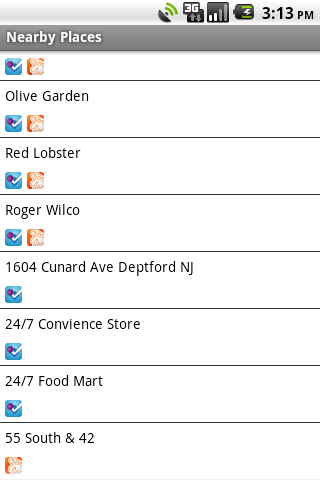 3G
3:13 PM
Nearby Places
Olive Garden
Red Lobster
Roger Wilco
1604 Cunard Ave Deptford NJ
24/7 Convience Store
24/7 Food Mart
55 South & 42